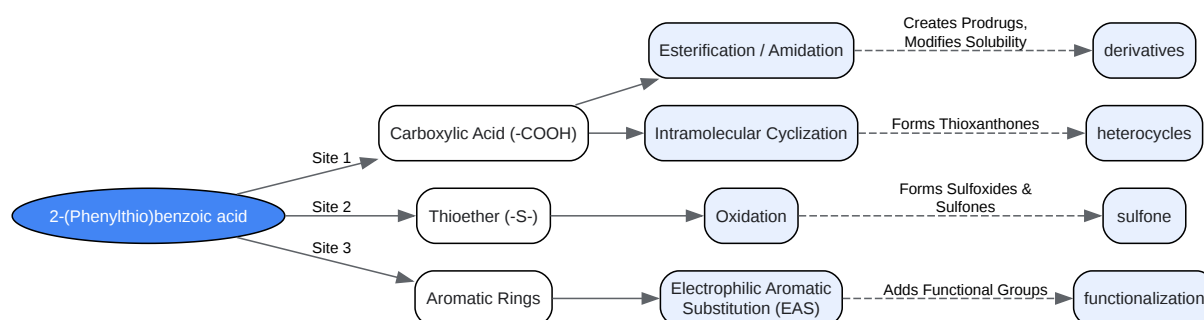 Creates Prodrugs,
Modifies Solubility
Esterification / Amidation
derivatives
Carboxylic Acid (-COOH)
Intramolecular Cyclization
Forms Thioxanthones
heterocycles
Site 1
2-(Phenylthio)benzoic acid
Site 2
Thioether (-S-)
Oxidation
Forms Sulfoxides &
Sulfones
sulfone
Site 3
Aromatic Rings
Electrophilic Aromatic
Substitution (EAS)
Adds Functional Groups
functionalization